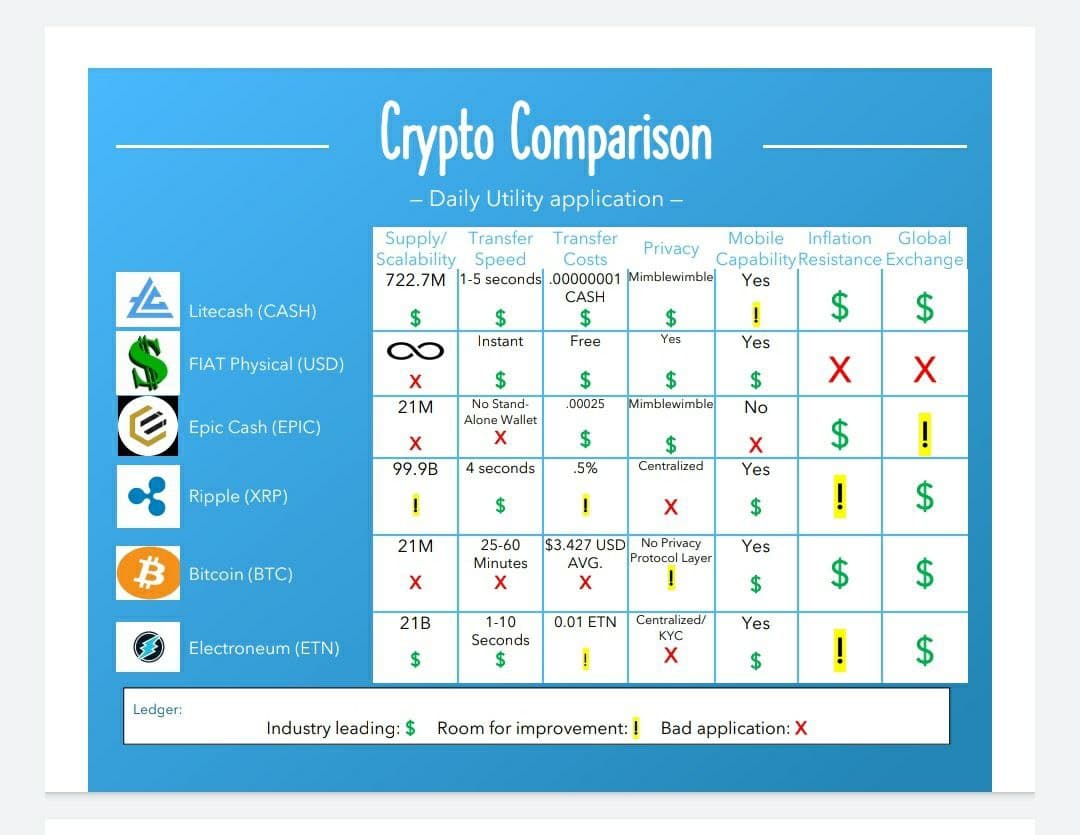 Crypto Comparison
– Daily Utility application –
Supply/ Transfer Transfer Privacy Mobile Inflation Global
Scalability Speed Costs Capability Resistance Exchange
Litecash (CASH)
722.7M 1-5 seconds .00000001 Mimblewimble Yes
CASH
$ $ $ $ ! $ $
FIAT Physical (USD)
∞ Instant Free Yes Yes
X $ $ $ $ X X
Epic Cash (EPIC)
21M No Stand- .00025 Mimblewimble No
Alone Wallet
X X $ $ X $ !
Ripple (XRP)
99.9B 4 seconds .5% Centralized Yes
! $ ! X $ ! $
Bitcoin (BTC)
21M 25-60 $3.427 USD No Privacy Yes
Minutes AVG. Protocol Layer
X X X ! $ $ $
Electroneum (ETN)
21B 1-10 0.01 ETN Centralized/ Yes
Seconds KYC
$ $ ! X $ ! $
Ledger:
Industry leading: $ Room for improvement: ! Bad application: X